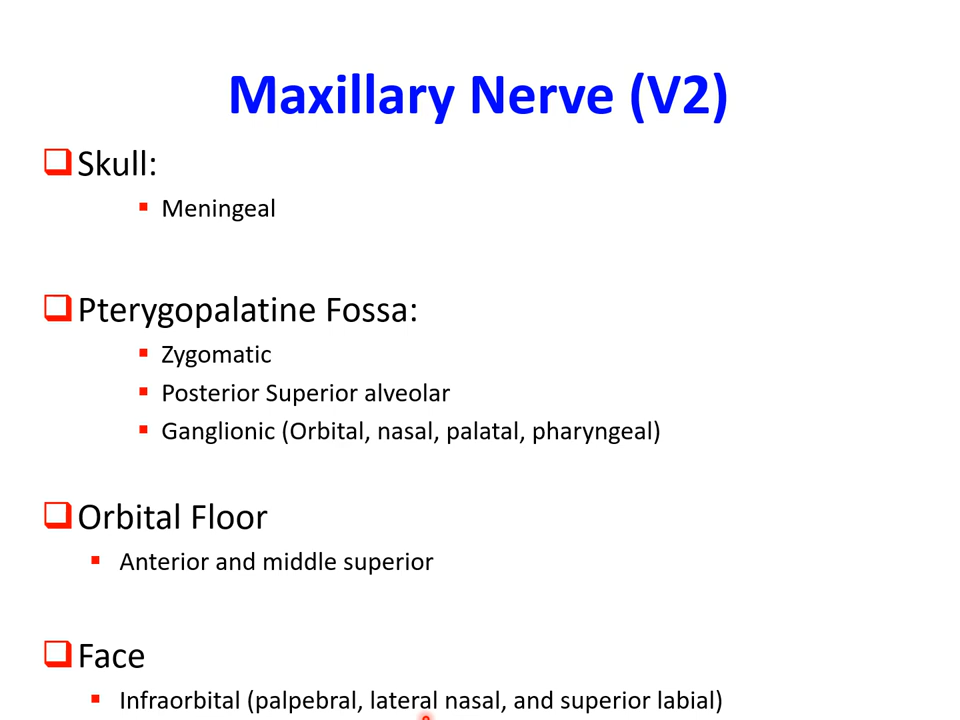 Maxillary Nerve (V2)
Skull:
Meningeal
Pterygopalatine Fossa:
Zygomatic
Posterior Superior alveolar
Ganglionic (Orbital, nasal, palatal, pharyngeal)
Orbital Floor
Anterior and middle superior
Face
Infraorbital (palpebral, lateral nasal, and superior labial)